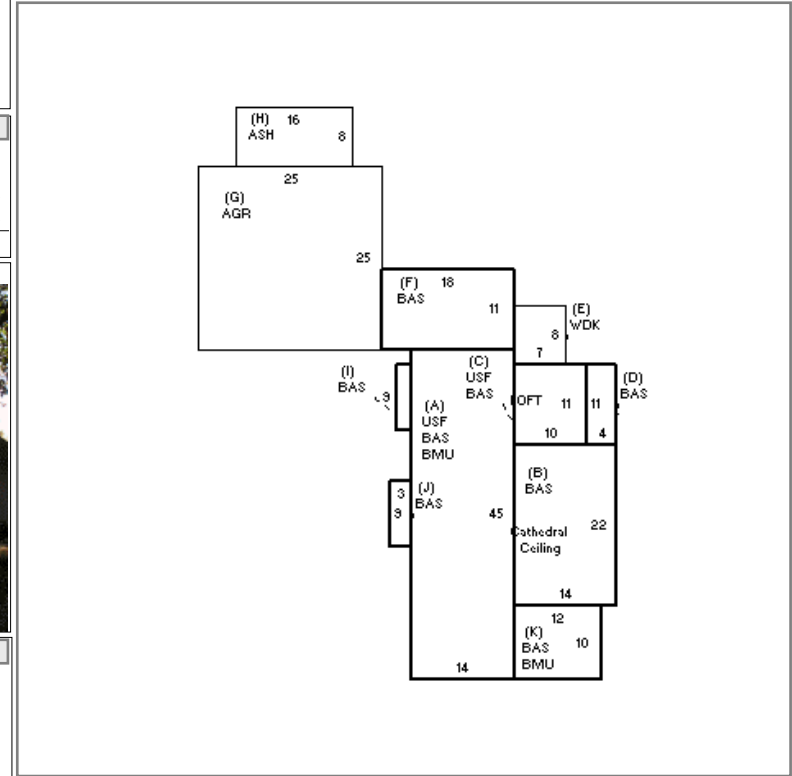 (H) 16
ASH 8
25
(G)
AGR
25
(F) 18
BAS
11
(E)
WDK
8
7
(I)
BAS
9
(C)
USF
BAS
(D)
BAS
OFT 11 11
10 4
(A)
USF
BAS
BMU
(J)
BAS
3
9
45
(B)
BAS
22
Cathedral
Ceiling
14
12
(K) 10
BAS
BMU
14